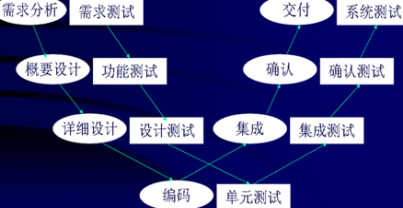 需求分析 需求测试 交付 系统测试
概要设计 功能测试 确认 确认测试
详细设计 设计测试 集成 集成测试
编码 单元测试